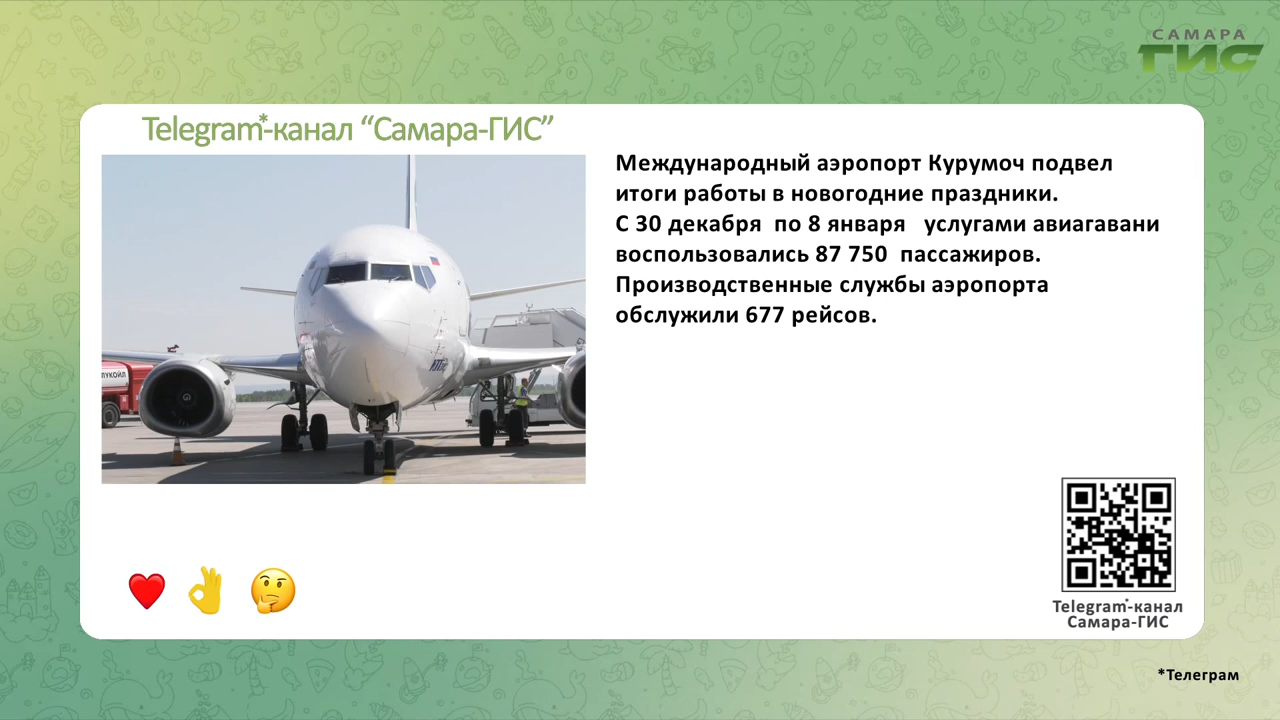 САМАРА
ГИС
Telegram*-канал “Самара-ГИС”
Международный аэропорт Курумоч подвел
итоги работы в новогодние праздники.
С 30 декабря по 8 января услугами авиагавани
воспользовались 87 750 пассажиров.
Производственные службы аэропорта
обслужили 677 рейсов.
ЛУКОЙЛ
Telegram*-канал
Самара-ГИС
*Телеграм